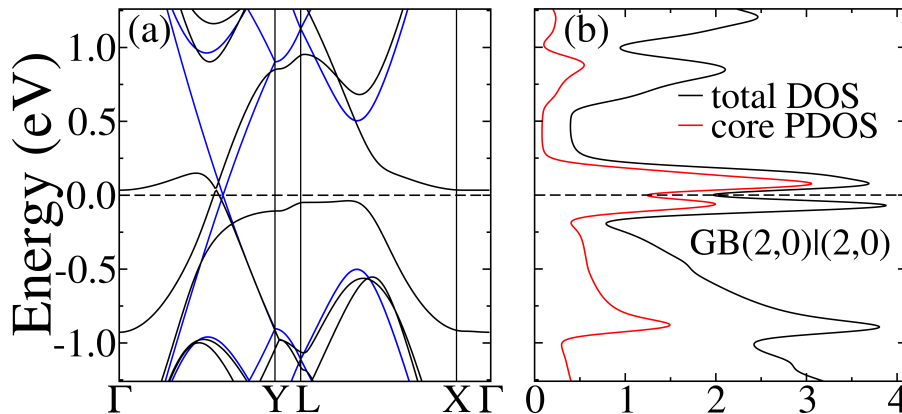 (a)
(b)
Energy (eV)
1.0
0.5
0.0
-0.5
-1.0
Γ Y L X Γ
total DOS
core PDOS
GB(2,0)|(2,0)
0 1 2 3 4